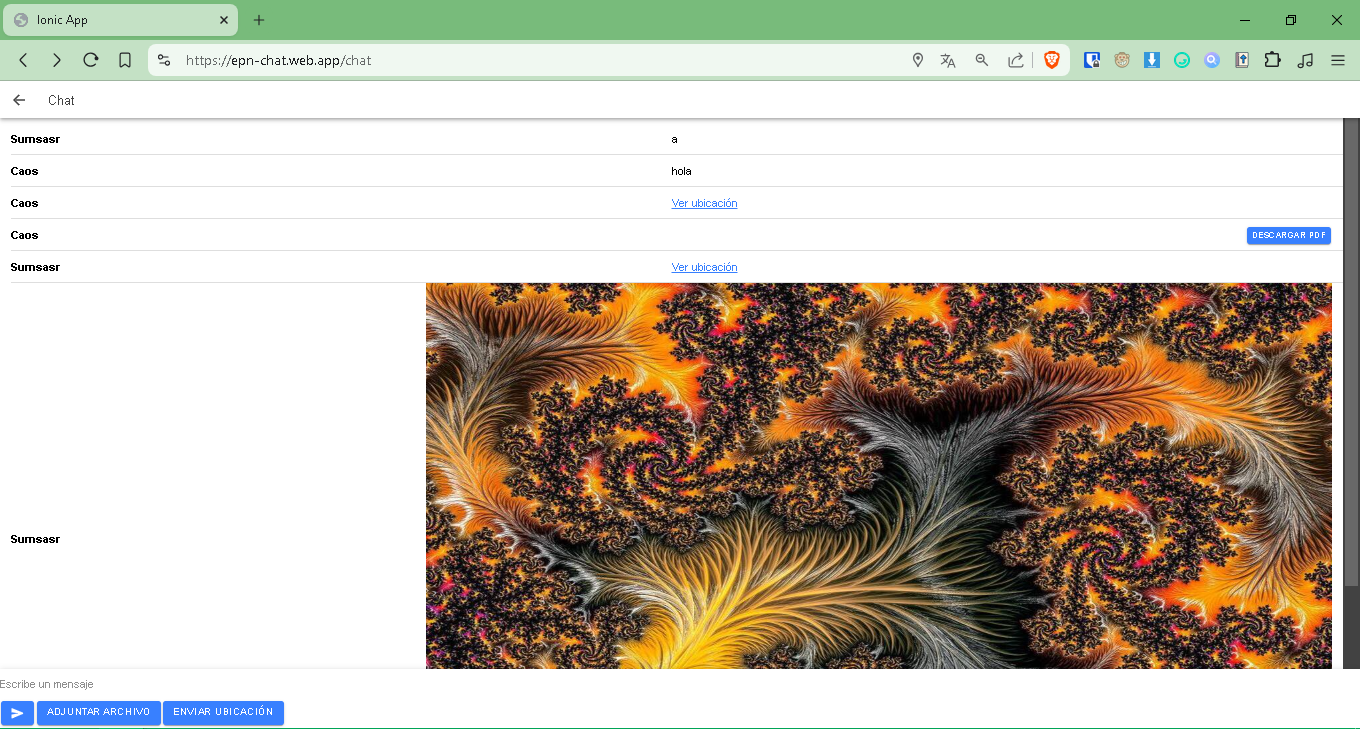 Ionic App
https://epn-chat.web.app/chat
Chat
Sumsasr a
Caos hola
Caos Ver ubicación
Caos DESCARGAR PDF
Sumsasr Ver ubicación
Sumsasr
Escribe un mensaje
ADJUNTAR ARCHIVO ENVIAR UBICACIÓN